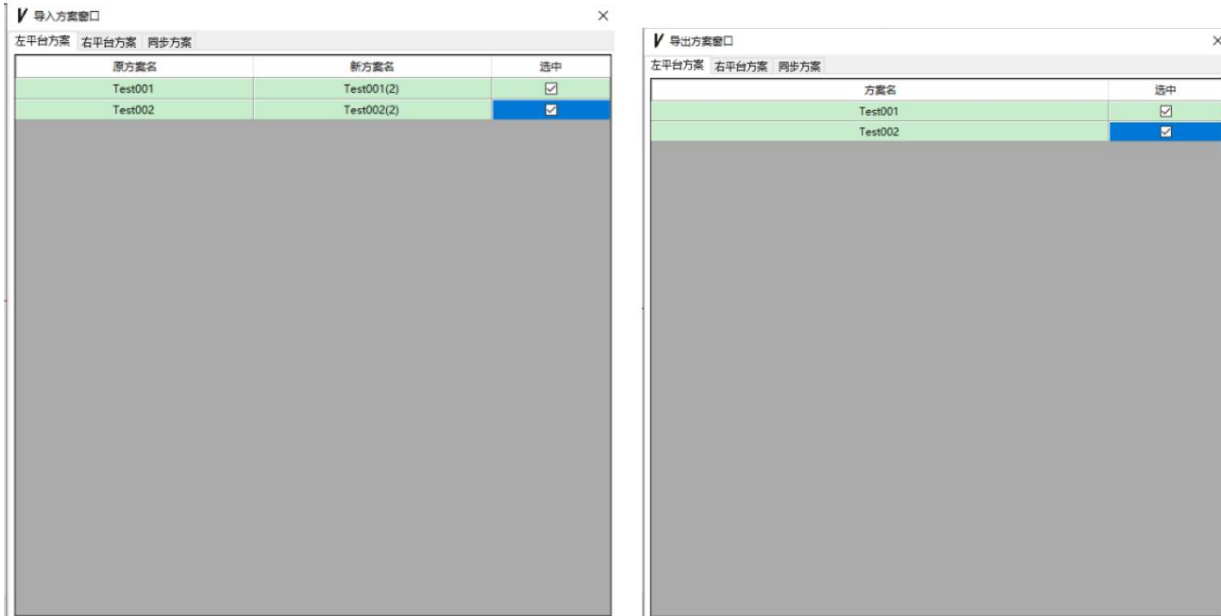 导入方案窗口
左平台方案 右平台方案 同步方案
原方案名 新方案名 选中
Test001 Test001(2)
Test002 Test002(2)
导出方案窗口
左平台方案 右平台方案 同步方案
方案名 选中
Test001
Test002